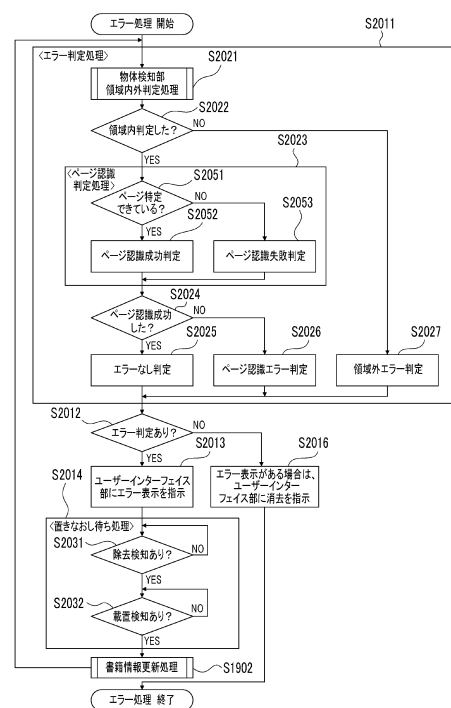 エラー処理 開始
S2011
〈エラー判定処理〉
S2021
物体検知部
領域内外判定処理
S2022
領域内判定した?
NO
YES
S2023
〈ページ認識
判定処理〉
S2051
ページ特定
できている?
NO
YES
S2052
S2053
ページ認識成功判定
ページ認識失敗判定
S2024
ページ認識成功
した?
NO
YES
S2025
S2026
S2027
エラーなし判定
ページ認識エラー判定
領域外エラー判定
S2012
エラー判定あり?
NO
YES
S2013
S2016
ユーザーインターフェイス
部にエラー表示を指示
エラー表示がある場合は、
ユーザーインター
フェイス部に消去を指示
S2014
〈置きなおし待ち処理〉
S2031
除去検知あり?
NO
YES
S2032
載置検知あり?
NO
YES
書籍情報更新処理
S1902
エラー処理 終了